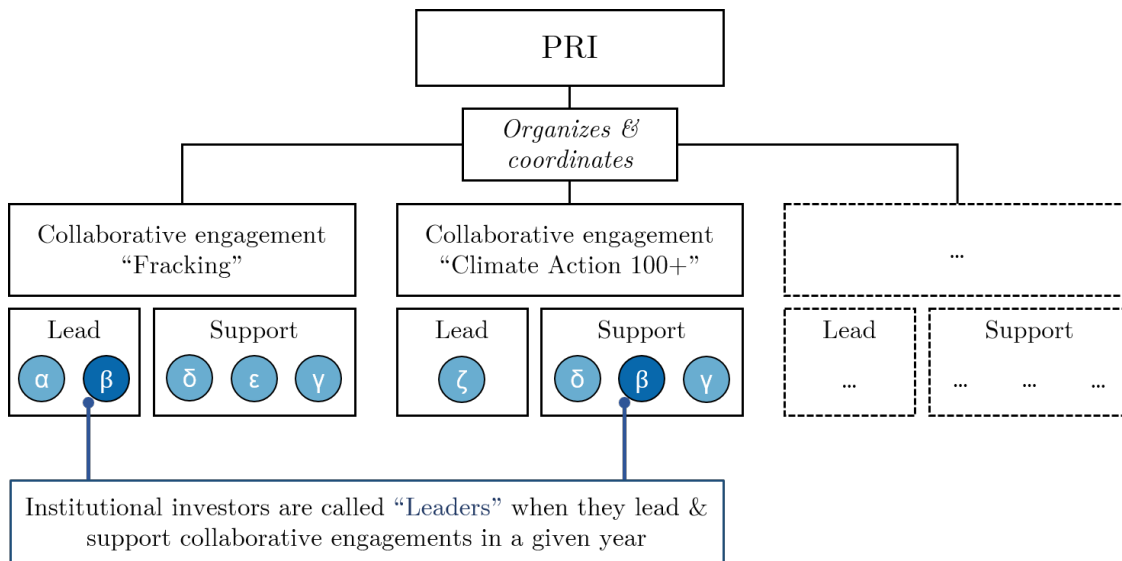 PRI
Organizes &
coordinates
Collaborative engagement
“Fracking”
Collaborative engagement
“Climate Action 100+”
...
Lead
Support
Lead
Support
Lead
Support
α β
δ ε γ
ζ
δ β γ
...
... ... ...
Institutional investors are called “Leaders” when they lead &
support collaborative engagements in a given year